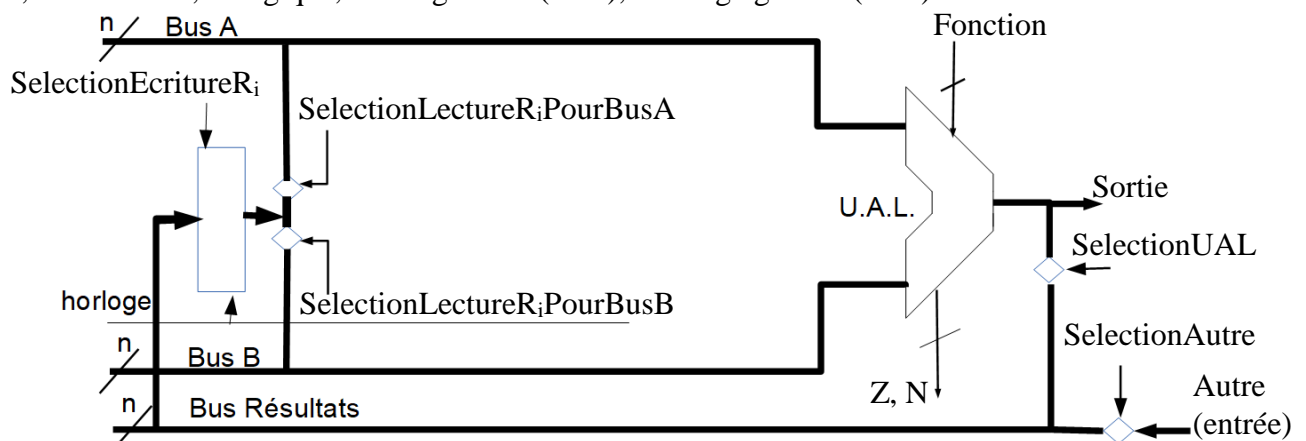 n
Bus A
Fonction
SelectionEcritureRi
SelectionLectureRiPourBusA
U.A.L.
Sortie
SelectionUAL
horloge
SelectionLectureRiPourBusB
n
Bus B
SelectionAutre
Z, N
Autre
(entrée)
n
Bus Résultats